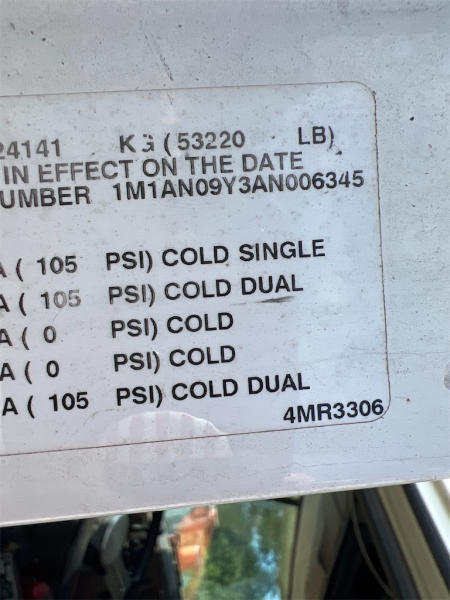 24141 KG (53220 LB)
IN EFFECT ON THE DATE
UMBER 1M1AN09Y3AN006345
A ( 105 PSI) COLD SINGLE
A ( 105 PSI) COLD DUAL
A ( 0 PSI) COLD
A ( 0 PSI) COLD
A ( 105 PSI) COLD DUAL
4MR3306